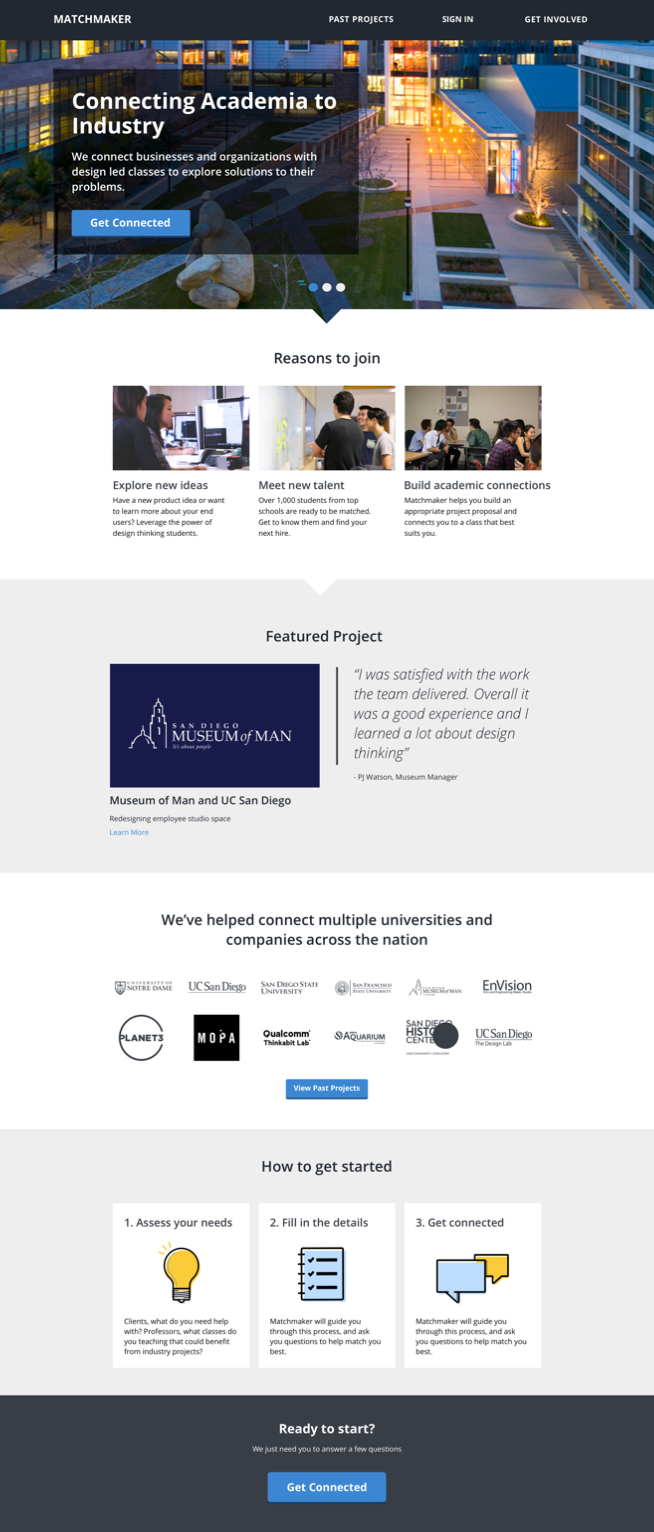 MATCHMAKER
PAST PROJECTS
SIGN IN
GET INVOLVED
Connecting Academia to
Industry
We connect businesses and organizations with
design led classes to explore solutions to their
problems.
Get Connected
Reasons to join
Explore new ideas
Have a new product idea or want
to learn more about your end
users? Leverage the power of
design thinking students.
Meet new talent
Over 1,000 students from top
schools are ready to be matched.
Get to know them and find your
next hire.
Build academic connections
Matchmaker helps you build an
appropriate project proposal and
connects you to a class that best
suits you.
Featured Project
SAN DIEGO
MUSEUM of MAN
It's about people
Museum of Man and UC San Diego
Redesigning employee studio space
Learn More
“I was satisfied with the work
the team delivered. Overall it
was a good experience and I
learned a lot about design
thinking”
- PJ Watson, Museum Manager
We’ve helped connect multiple universities and
companies across the nation
UNIVERSITY OF
NOTRE DAME
UC San Diego
SAN DIEGO STATE
UNIVERSITY
SAN FRANCISCO
STATE UNIVERSITY
MUSEUM of MAN
EnVision
PLANET3
MOPA
Qualcomm
Thinkabit Lab
AQUARIUM
SAN DIEGO
HISTO
CENTE
UC San Diego
The Design Lab
View Past Projects
How to get started
1. Assess your needs
Clients, what do you need help
with? Professors, what classes do
you teaching that could benefit
from industry projects?
2. Fill in the details
Matchmaker will guide you
through this process, and ask
you questions to help match you
best.
3. Get connected
Matchmaker will guide you
through this process, and ask
you questions to help match you
best.
Ready to start?
We just need you to answer a few questions
Get Connected